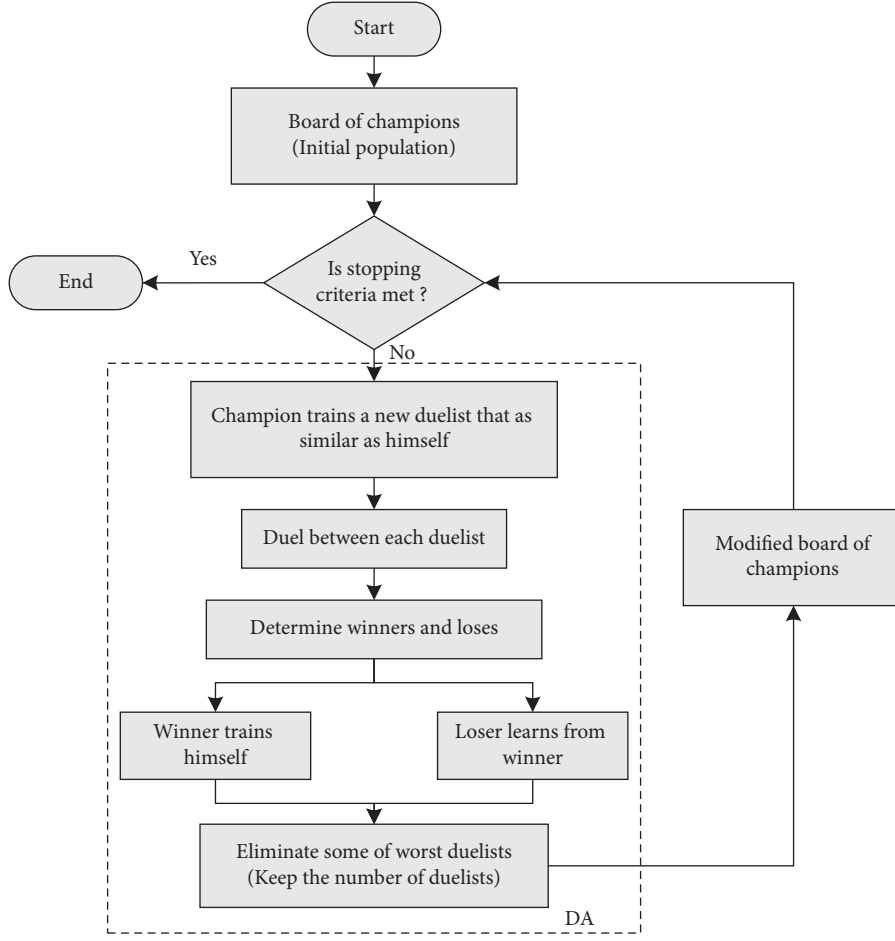 Start
Board of champions
(Initial population)
Yes
End
Is stopping
criteria met ?
No
Champion trains a new duelist that as
similar as himself
Duel between each duelist
Modified board of
champions
Determine winners and loses
Winner trains
himself
Loser learns from
winner
Eliminate some of worst duelists
(Keep the number of duelists)
DA